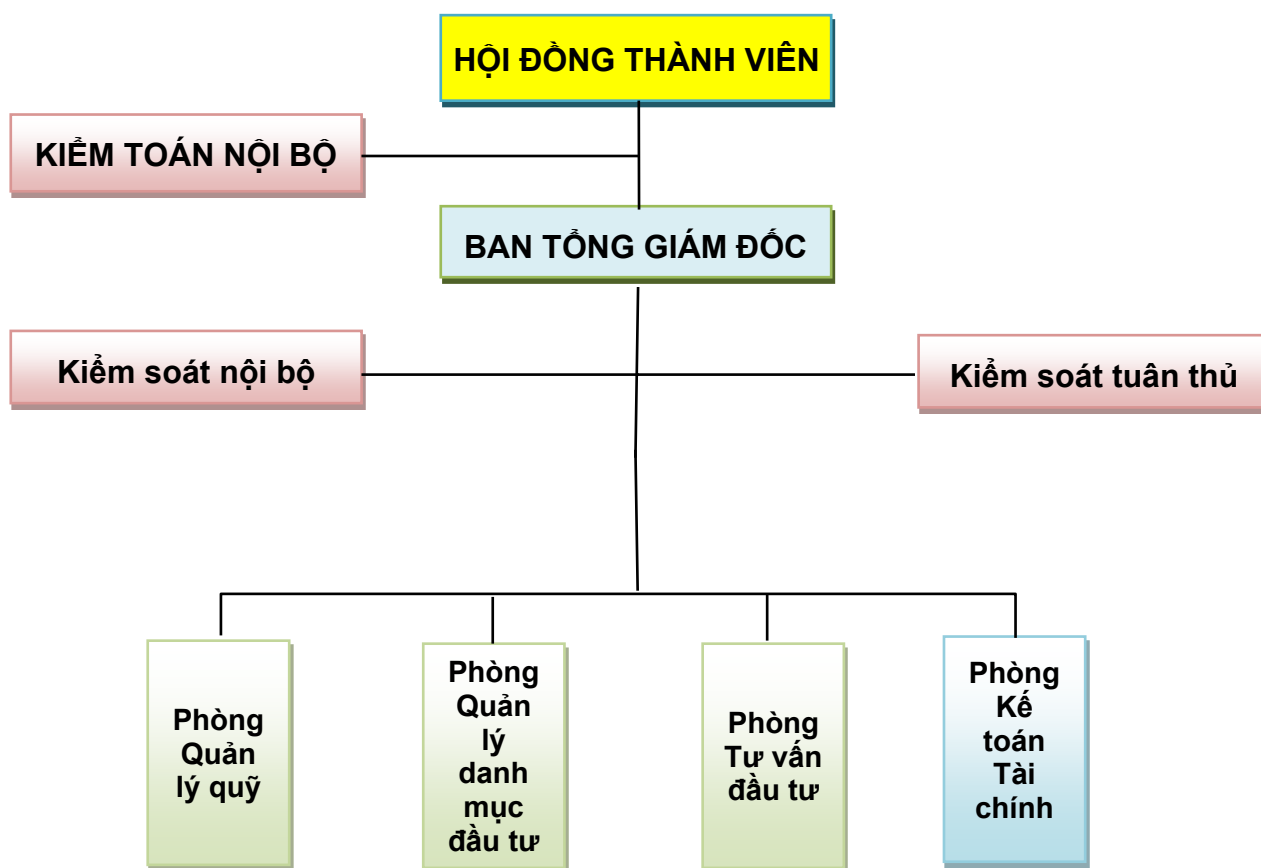 HỘI ĐỒNG THÀNH VIÊN
KIỂM TOÁN NỘI BỘ
BAN TỔNG GIÁM ĐỐC
Kiểm soát nội bộ
Kiểm soát tuân thủ
Phòng
Quản
lý quỹ
Phòng
Quản
lý
danh
mục
đầu tư
Phòng
Tư vấn
đầu tư
Phòng
Kế
toán
Tài
chính